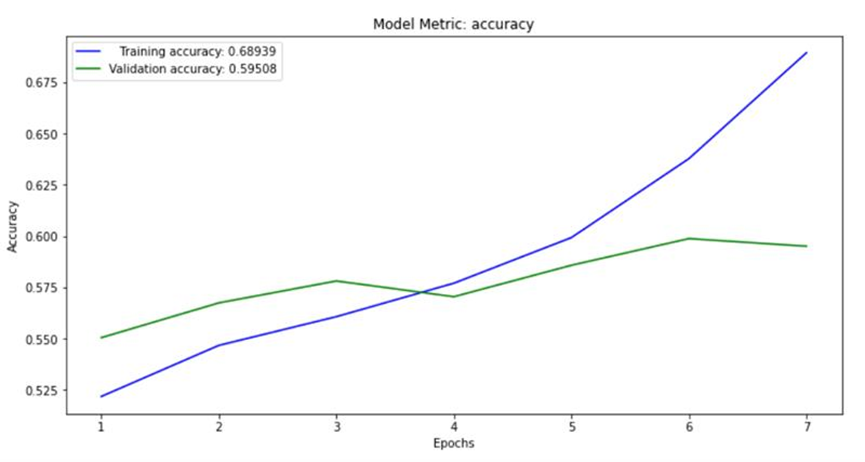 Model Metric: accuracy
Training accuracy: 0.68939
Validation accuracy: 0.59508
0.675
0.650
0.625
0.600
0.575
0.550
0.525
Accuracy
1 2 3 4 5 6 7
Epochs